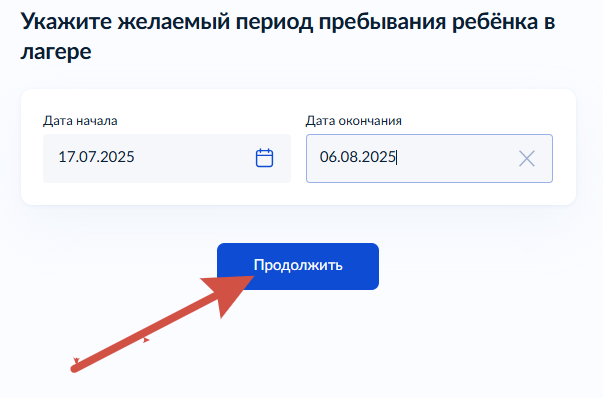 Укажите желаемый период пребывания ребёнка в
лагере
Дата начала
Дата окончания
17.07.2025
06.08.2025
Продолжить